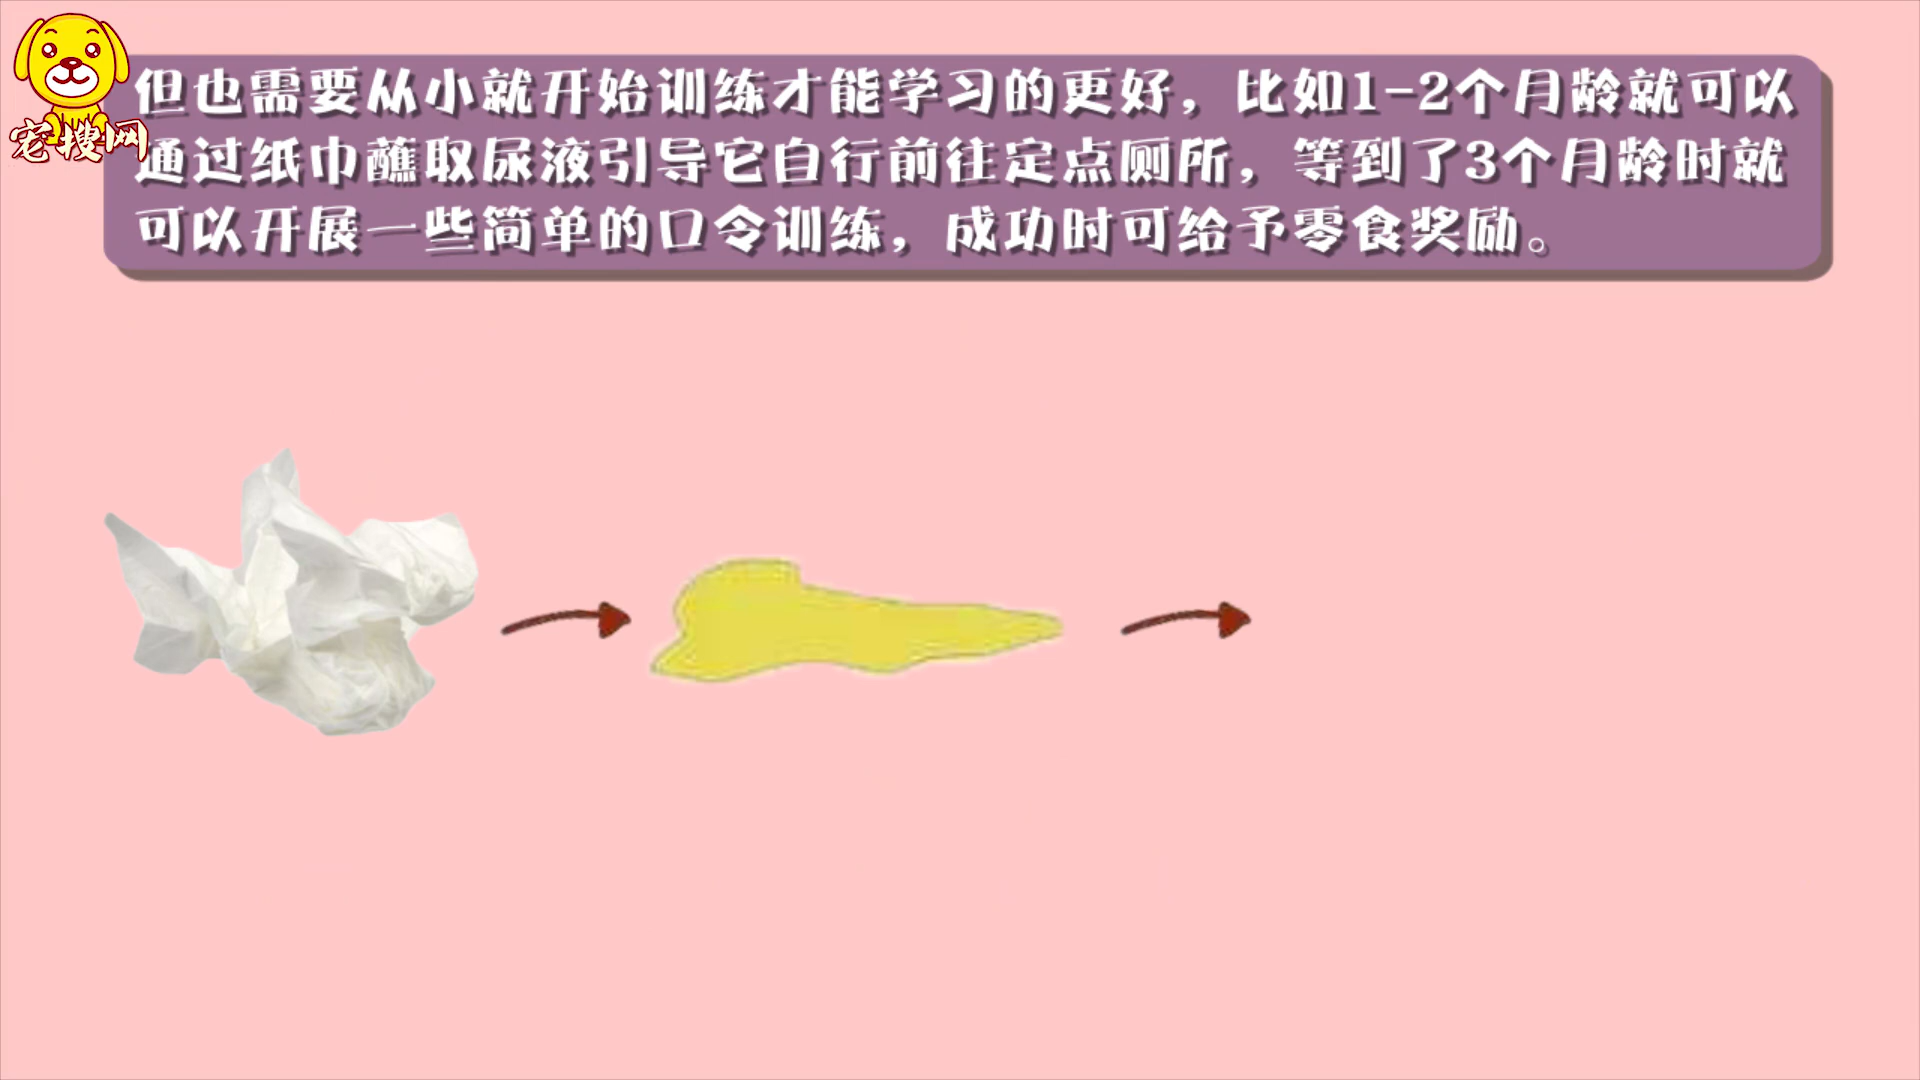 宠搜网
但也需要从小就开始训练才能学习的更好，比如1-2个月龄就可以
通过纸巾蘸取尿液引导它自行前往定点厕所，等到了3个月龄时就
可以开展一些简单的口令训练，成功时可给予零食奖励。